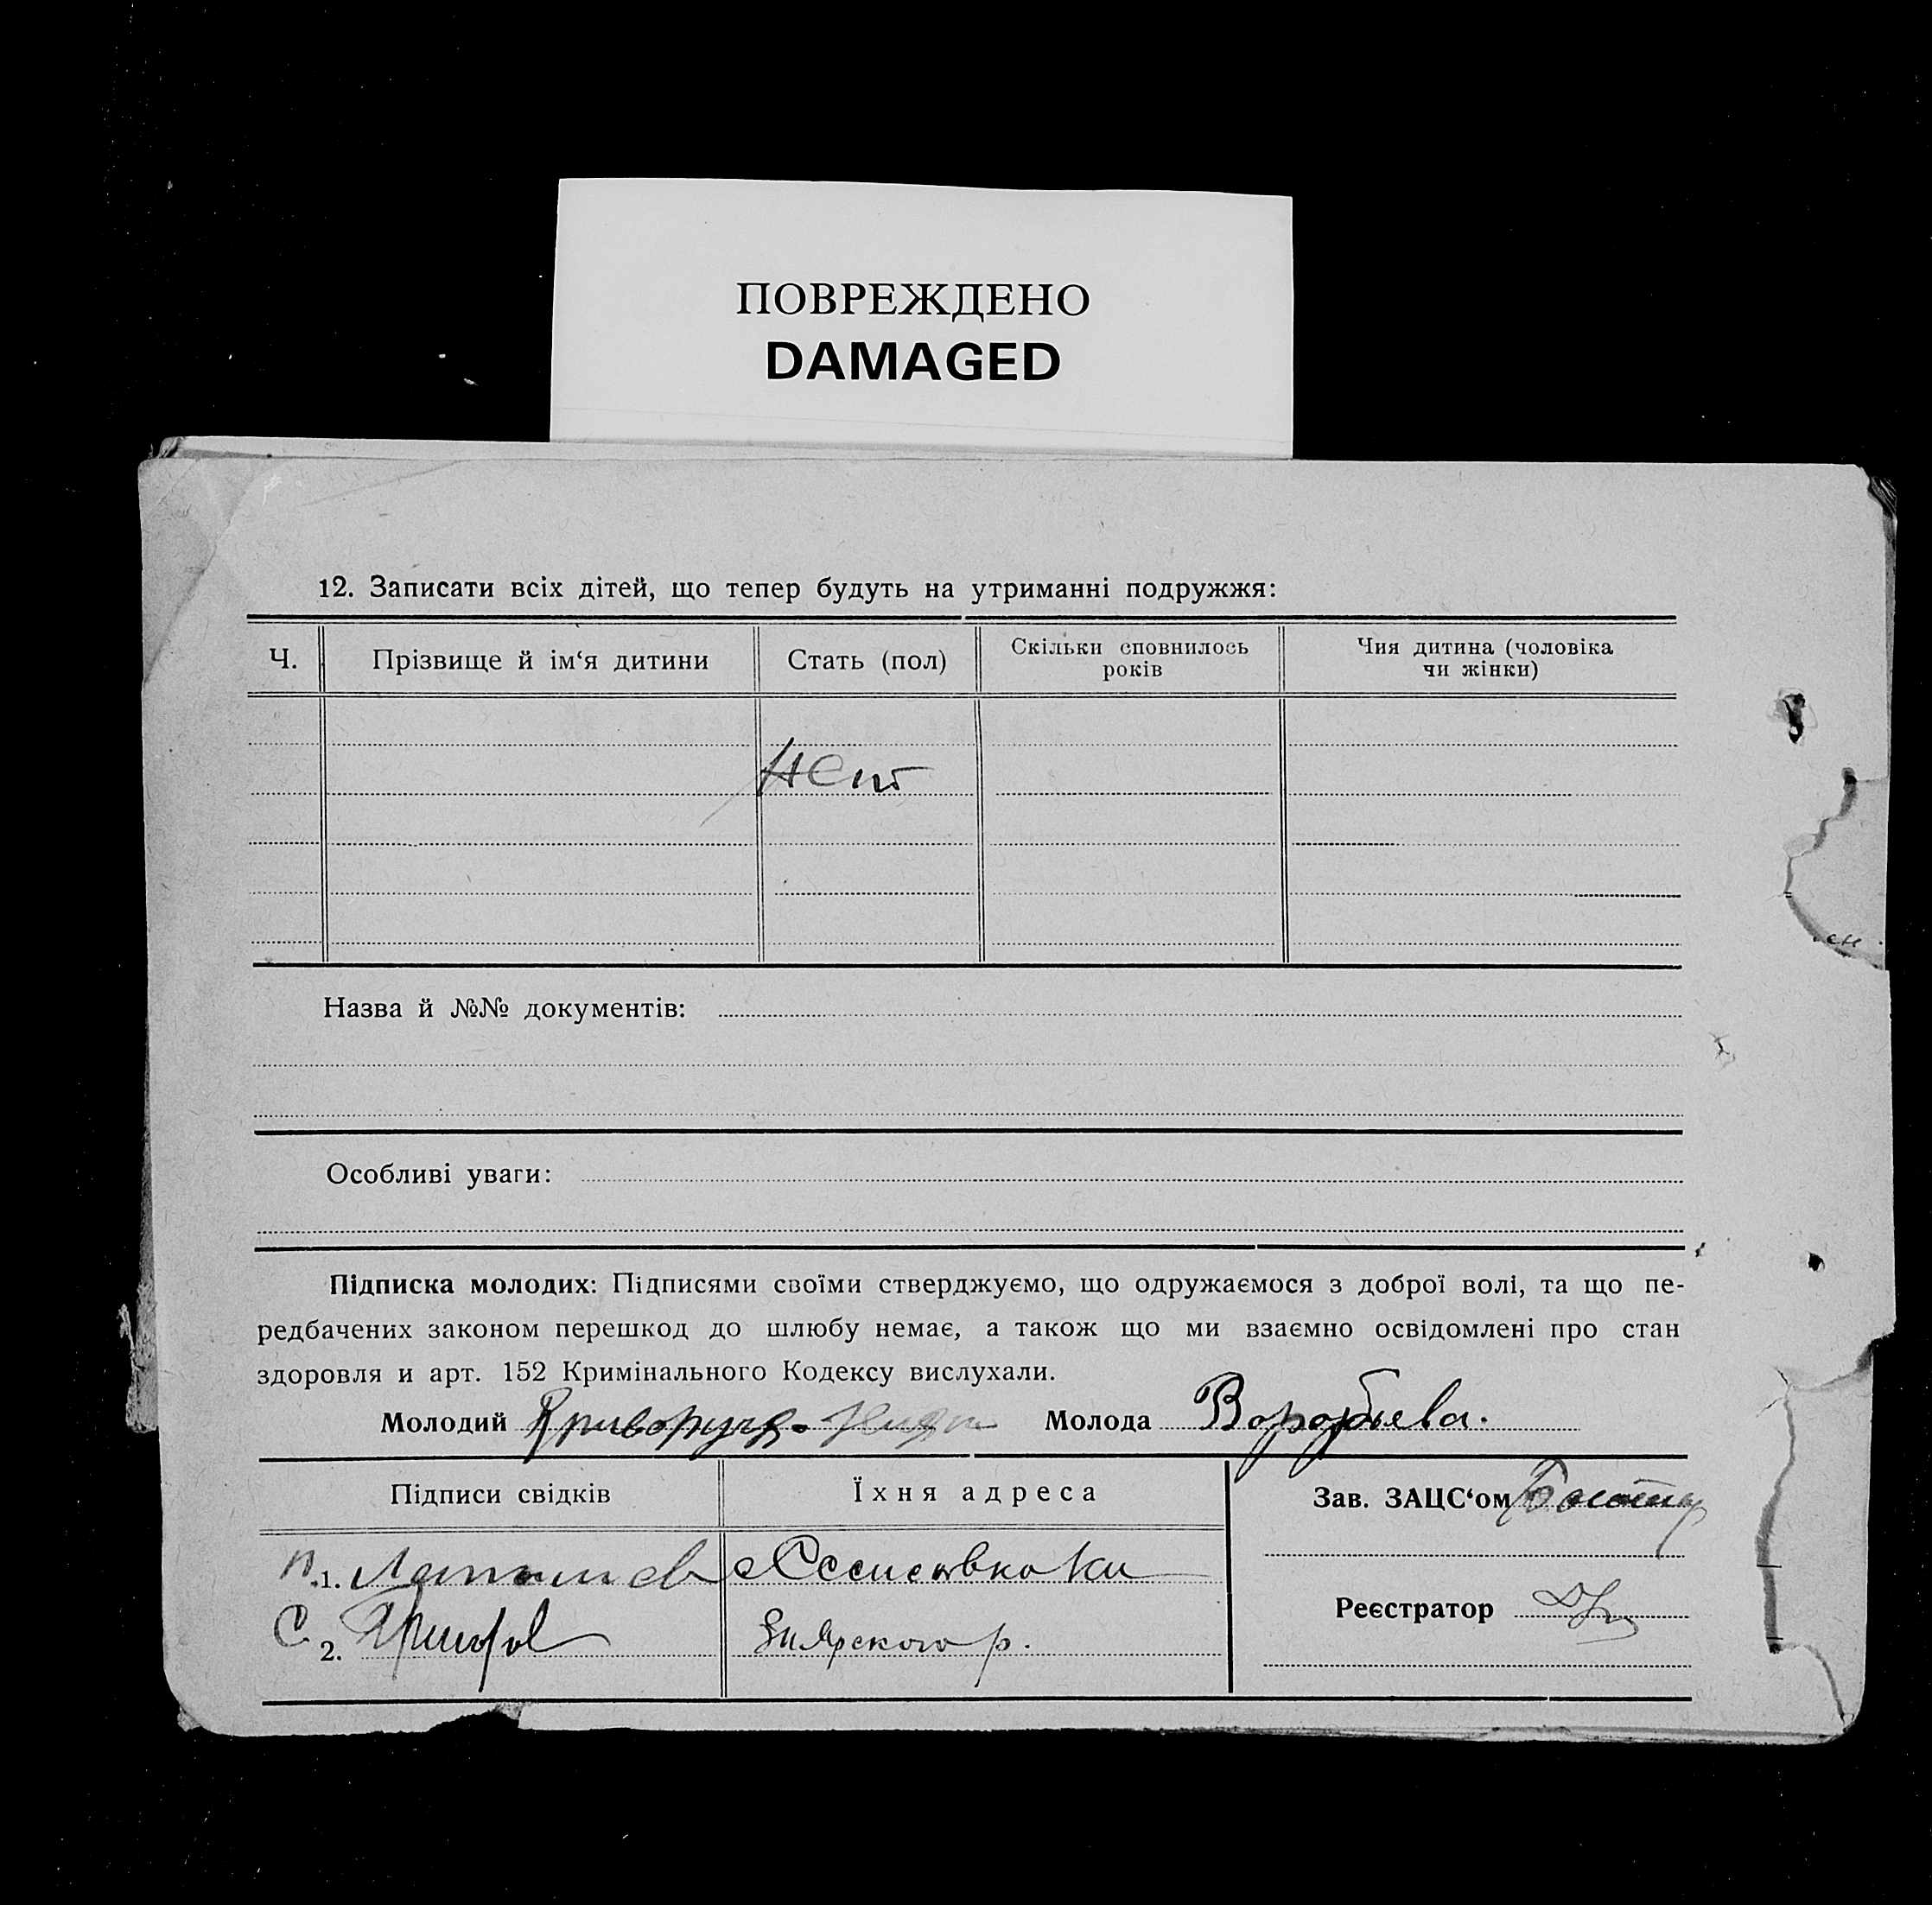 ПОВРЕЖДЕНО
DAMAGED
12. Записати всіх дітей, що тепер будуть на утриманні подружжя:
Ч. Прізвище й ім‘я дитини Стать (пол) Скільки сповнилось років Чия дитина (чоловіка чи жінки)
нет
Назва й №№ документів:
Особливі уваги:
Підписка молодих: Підписями своїми стверджуємо, що одружаємося з доброї волі, та що пе-
редбачених законом перешкод до шлюбу немає, а також що ми взаємно освідомлені про стан
здоровля и арт. 152 Кримінального Кодексу вислухали.
Молодий Молода Воробьева.
Підписи свідків Їхня адреса Зав. ЗАЦС‘ом
1.
Реєстратор
2. р.